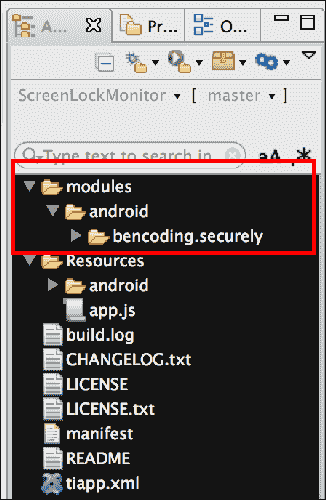 A...
Pr...
O...
ScreenLockMonitor [ master ]
Type text to search in
aA .*
modules
android
bencoding.securely
Resources
android
app.js
build.log
CHANGELOG.txt
LICENSE
LICENSE.txt
manifest
README
tiapp.xml